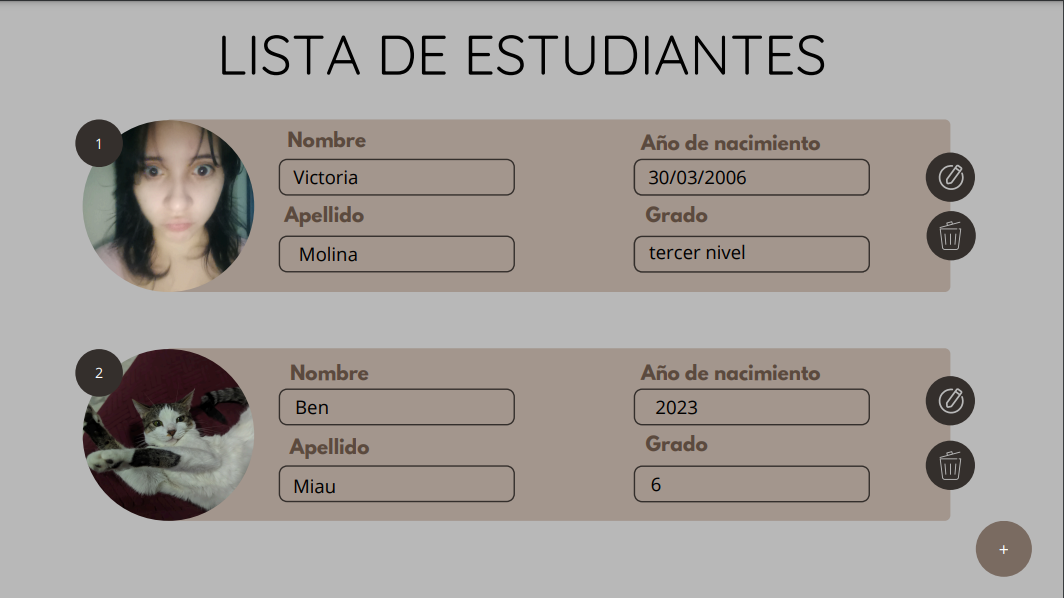 LISTA DE ESTUDIANTES
1
Nombre
Año de nacimiento
Victoria
30/03/2006
Apellido
Grado
Molina
tercer nivel
2
Nombre
Año de nacimiento
Ben
2023
Apellido
Grado
Miau
6
+